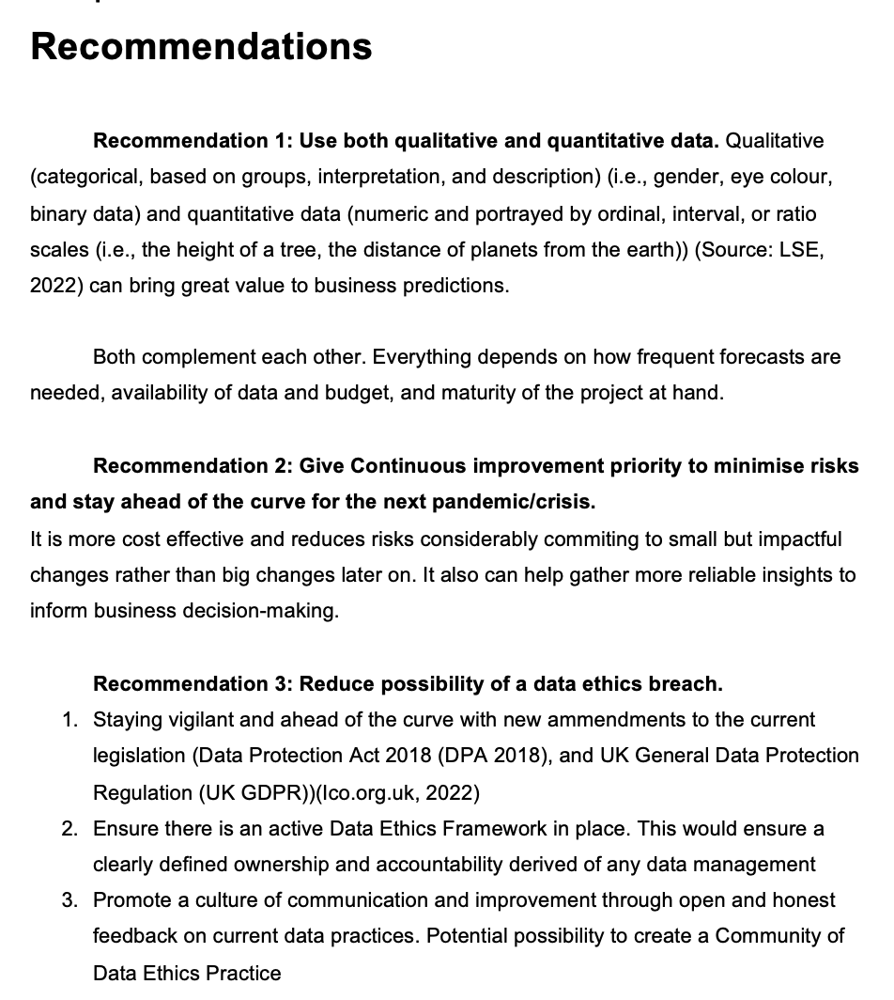 Recommendations
Recommendation 1: Use both qualitative and quantitative data. Qualitative
(categorical, based on groups, interpretation, and description) (i.e., gender, eye colour,
binary data) and quantitative data (numeric and portrayed by ordinal, interval, or ratio
scales (i.e., the height of a tree, the distance of planets from the earth)) (Source: LSE,
2022) can bring great value to business predictions.
Both complement each other. Everything depends on how frequent forecasts are
needed, availability of data and budget, and maturity of the project at hand.
Recommendation 2: Give Continuous improvement priority to minimise risks
and stay ahead of the curve for the next pandemic/crisis.
It is more cost effective and reduces risks considerably commiting to small but impactful
changes rather than big changes later on. It also can help gather more reliable insights to
inform business decision-making.
Recommendation 3: Reduce possibility of a data ethics breach.
1. Staying vigilant and ahead of the curve with new ammendments to the current
legislation (Data Protection Act 2018 (DPA 2018), and UK General Data Protection
Regulation (UK GDPR))(Ico.org.uk, 2022)
2. Ensure there is an active Data Ethics Framework in place. This would ensure a
clearly defined ownership and accountability derived of any data management
3. Promote a culture of communication and improvement through open and honest
feedback on current data practices. Potential possibility to create a Community of
Data Ethics Practice